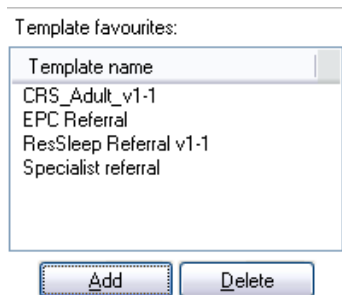 Template favourites:
Template name
CRS_Adult_v1-1
EPC Referral
ResSleep Referral v1-1
Specialist referral
Add
Delete